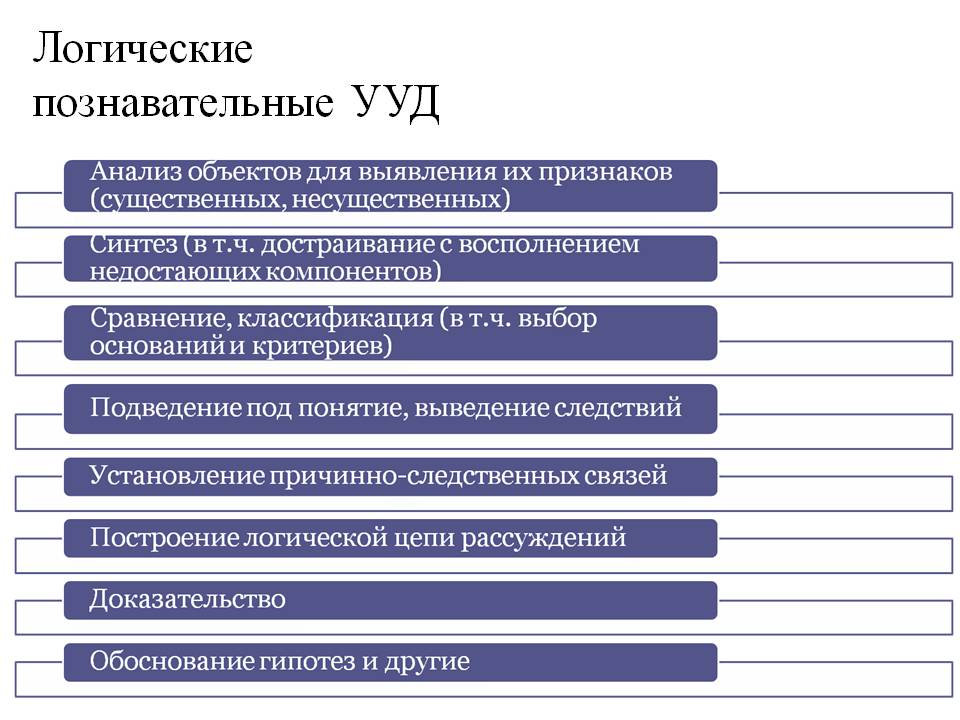 Логические
познавательные УУД
Анализ объектов для выявления их признаков
(существенных, несущественных)
Синтез (в т.ч. достраивание с восполнением
недостающих компонентов)
Сравнение, классификация (в т.ч. выбор
оснований и критериев)
Подведение под понятие, выведение следствий
Установление причинно-следственных связей
Построение логической цепи рассуждений
Доказательство
Обоснование гипотез и другие